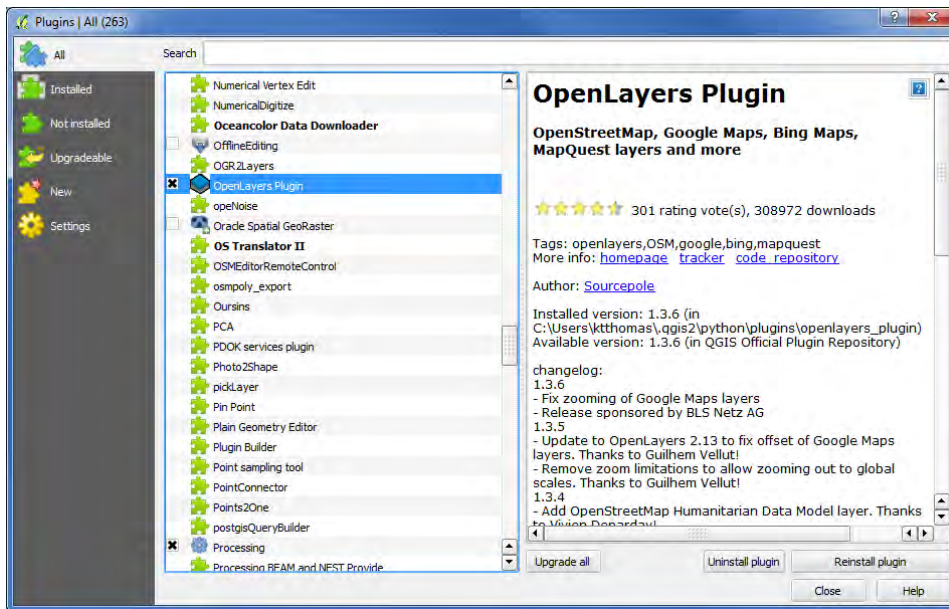 Plugins | All (263)
All
Installed
Not installed
Upgradeable
New
Settings
Search
Numerical Vertex Edit
NumericalDigitize
Oceancolor Data Downloader
OfflineEditing
OGR2Layers
OpenLayers Plugin
opeNoise
Oracle Spatial GeoRaster
OS Translator II
OSMEditorRemoteControl
osmpoly_export
Oursins
PCA
PDOK services plugin
Photo2Shape
pickLayer
Pin Point
Plain Geometry Editor
Plugin Builder
Point sampling tool
PointConnector
Points2One
postgisQueryBuilder
Processing
Processing BEAM and NEST Provide
OpenLayers Plugin
OpenStreetMap, Google Maps, Bing Maps,
MapQuest layers and more
301 rating vote(s), 308972 downloads
Tags: openlayers,OSM,google,bing,mapquest
More info: homepage tracker code repository
Author: Sourcepole
Installed version: 1.3.6 (in
C:\Users\ktthomas\.qgis2\python\plugins\openlayers_plugin)
Available version: 1.3.6 (in QGIS Official Plugin Repository)
changelog:
1.3.6
- Fix zooming of Google Maps layers
- Release sponsored by BLS Netz AG
1.3.5
- Update to OpenLayers 2.13 to fix offset of Google Maps
layers. Thanks to Guilhem Vellut!
- Remove zoom limitations to allow zooming out to global
scales. Thanks to Guilhem Vellut!
1.3.4
- Add OpenStreetMap Humanitarian Data Model layer. Thanks
to Vivien Deparday!
Upgrade all
Uninstall plugin
Reinstall plugin
Close
Help